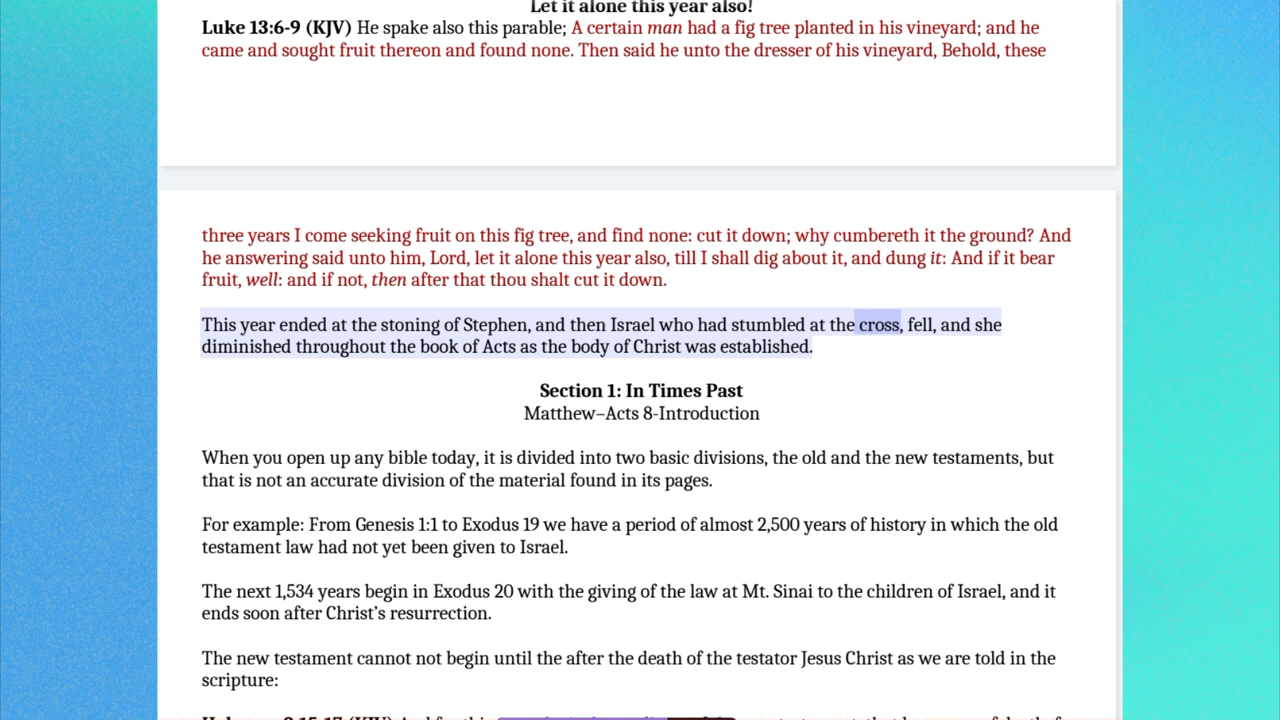 Let it alone this year also!
Luke 13:6-9 (KJV) He spake also this parable; A certain man had a fig tree planted in his vineyard; and he
came and sought fruit thereon and found none. Then said he unto the dresser of his vineyard, Behold, these
three years I come seeking fruit on this fig tree, and find none: cut it down; why cumbereth it the ground? And
he answering said unto him, Lord, let it alone this year also, till I shall dig about it, and dung it: And if it bear
fruit, well: and if not, then after that thou shalt cut it down.
This year ended at the stoning of Stephen, and then Israel who had stumbled at the cross, fell, and she
diminished throughout the book of Acts as the body of Christ was established.
Section 1: In Times Past
Matthew–Acts 8-Introduction
When you open up any bible today, it is divided into two basic divisions, the old and the new testaments, but
that is not an accurate division of the material found in its pages.
For example: From Genesis 1:1 to Exodus 19 we have a period of almost 2,500 years of history in which the old
testament law had not yet been given to Israel.
The next 1,534 years begin in Exodus 20 with the giving of the law at Mt. Sinai to the children of Israel, and it
ends soon after Christ’s resurrection.
The new testament cannot not begin until the after the death of the testator Jesus Christ as we are told in the
scripture: